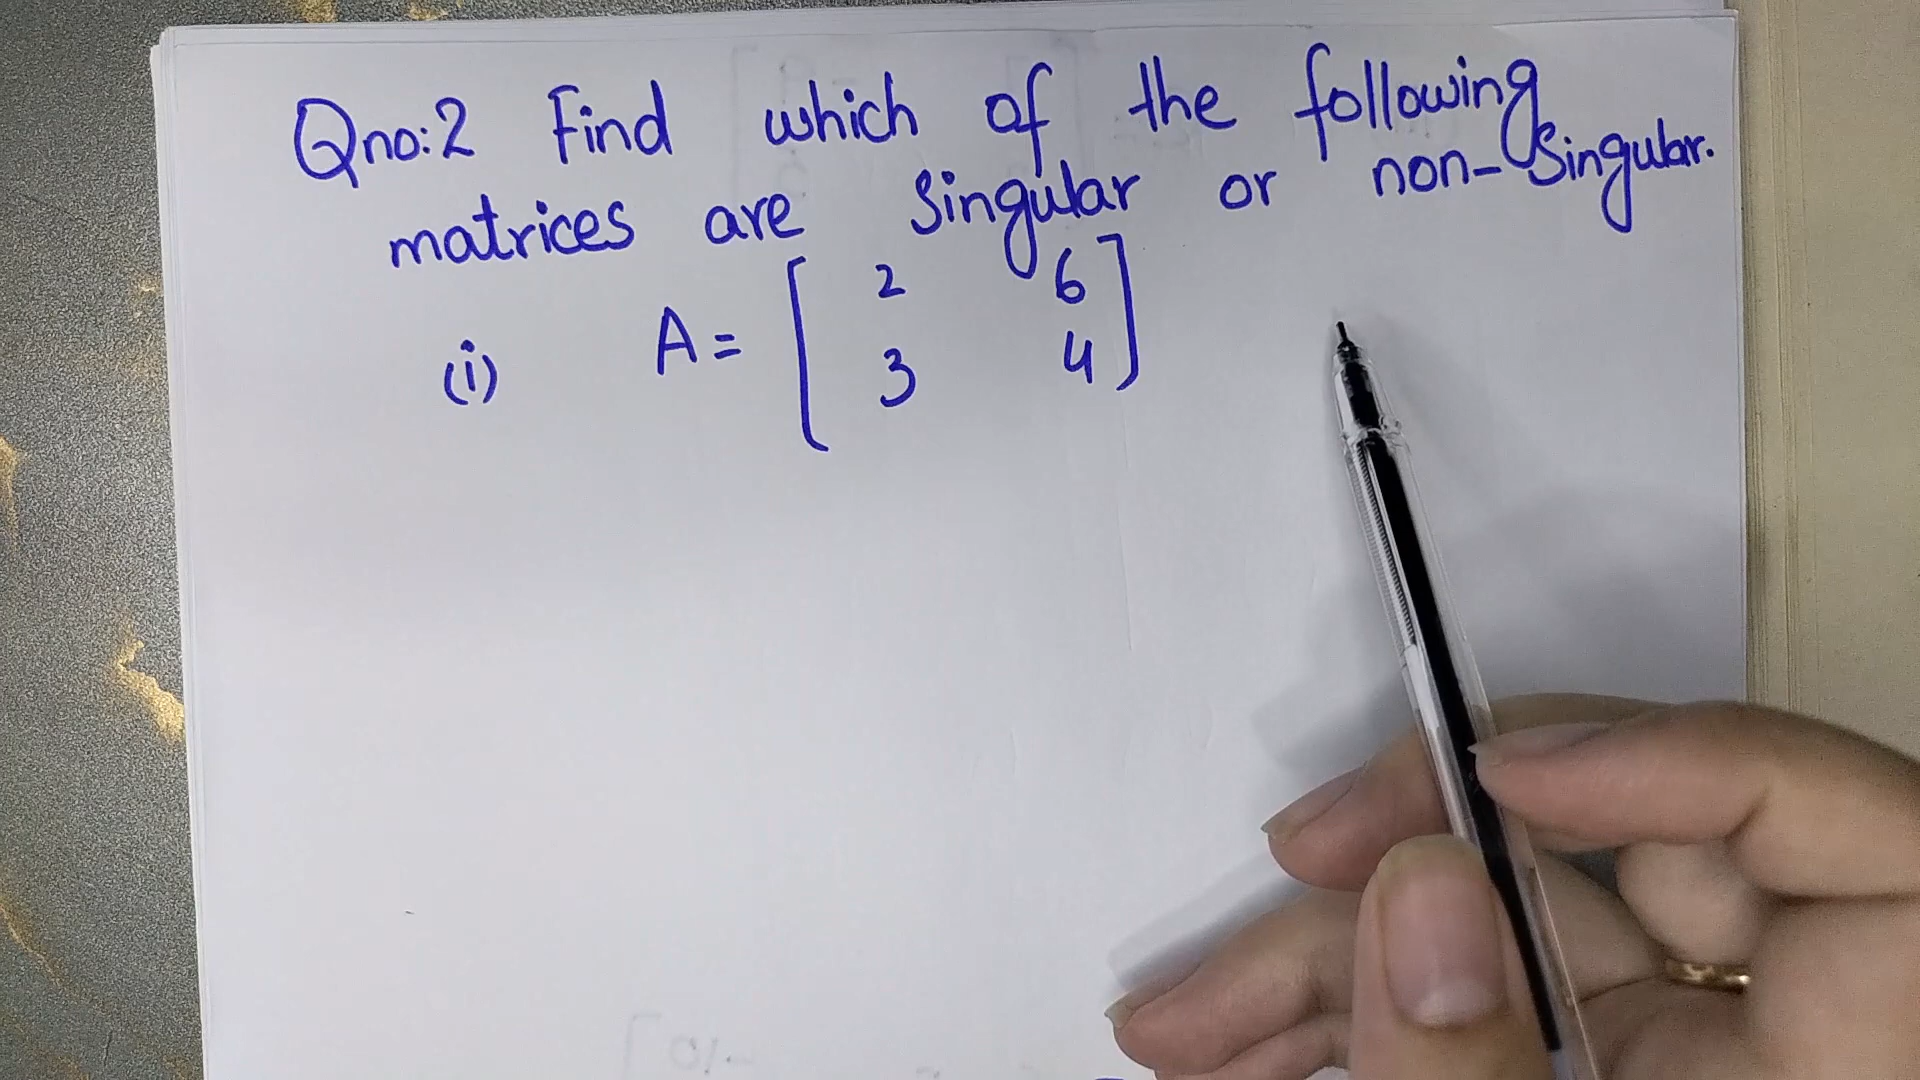 Qno:2 Find which of the following
matrices are singular or non-singular.
(i) A = [ 2 6
3 4 ]